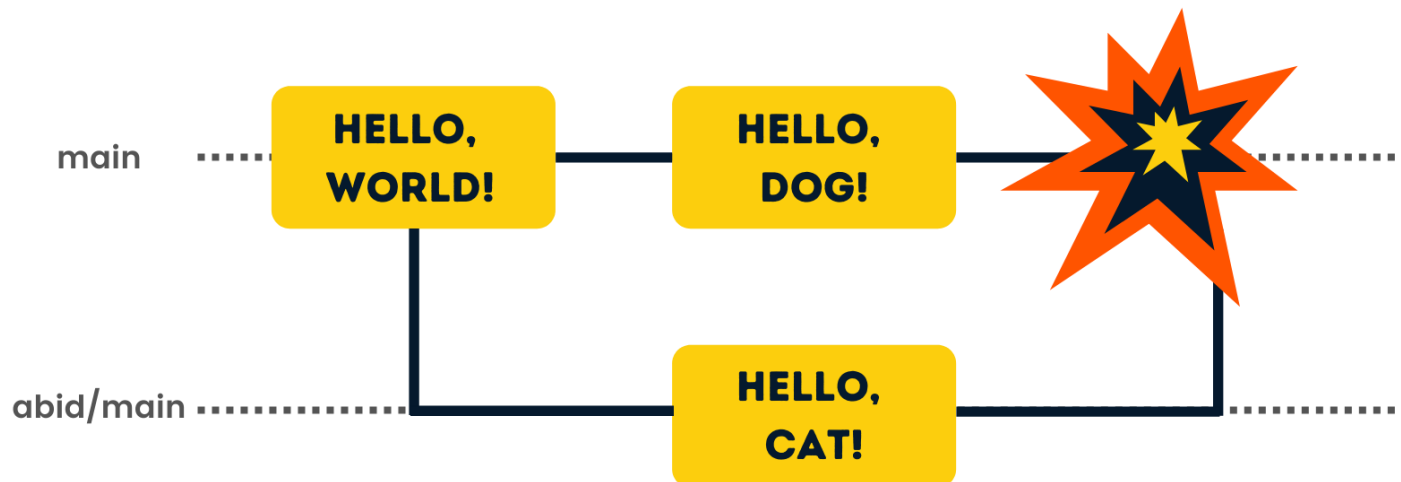 main
HELLO,
WORLD!
HELLO,
DOG!
abid/main
HELLO,
CAT!